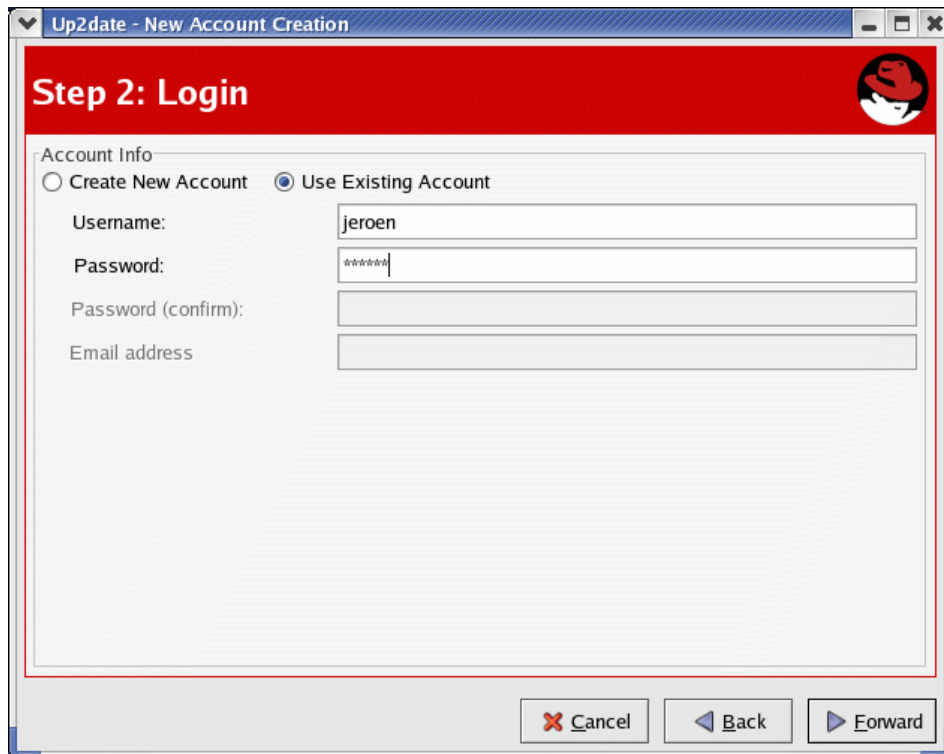 Up2date - New Account Creation
Step 2: Login
Account Info
Create New Account Use Existing Account
Username: jeroen
Password: ******
Password (confirm):
Email address
Cancel Back Forward